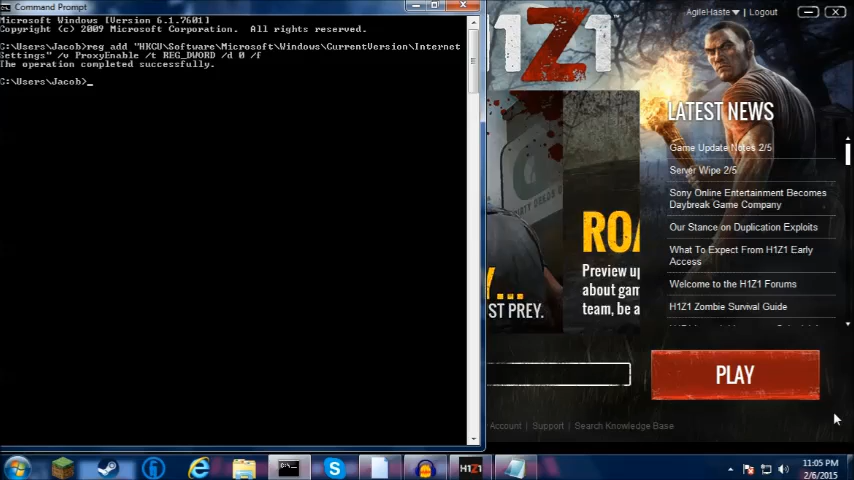 Command Prompt
Microsoft Windows [Version 6.1.7601]
Copyright (c) 2009 Microsoft Corporation. All rights reserved.
C:\Users\Jacob>reg add "HKCU\Software\Microsoft\Windows\CurrentVersion\Internet
Settings" /v ProxyEnable /t REG_DWORD /d 0 /f
The operation completed successfully.
C:\Users\Jacob>_
AgileHaste
Logout
H1Z1
LATEST NEWS
Game Update Notes 2/5
Server Wipe 2/5
Sony Online Entertainment Becomes
Daybreak Game Company
Our Stance on Duplication Exploits
What To Expect From H1Z1 Early
Access
Welcome to the H1Z1 Forums
H1Z1 Zombie Survival Guide
Y...
ST PREY.
ROA
Preview up
about gam
team, be a
PLAY
Account | Support | Search Knowledge Base
C:\.
H1Z1
11:05 PM
2/6/2015